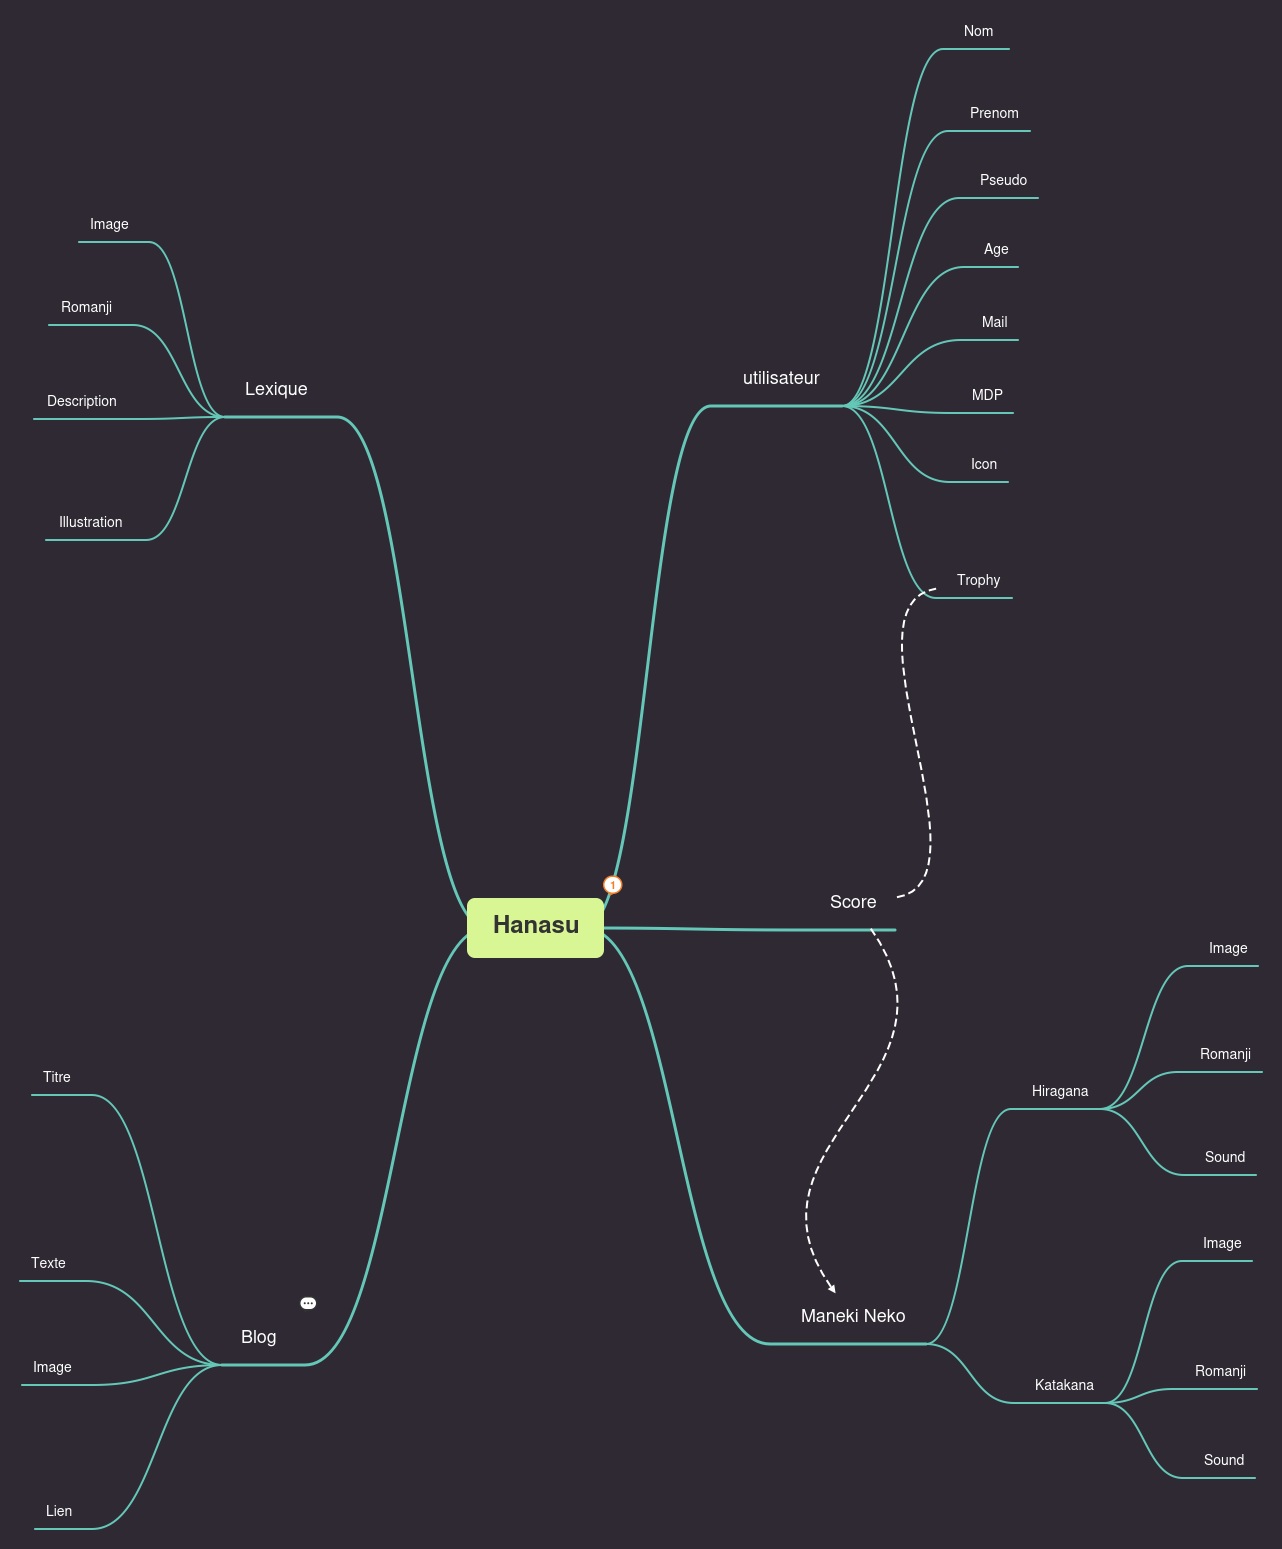 Hanasu
1
utilisateur
Nom
Prenom
Pseudo
Age
Mail
MDP
Icon
Trophy
Score
Maneki Neko
Hiragana
Image
Romanji
Sound
Katakana
Image
Romanji
Sound
Lexique
Image
Romanji
Description
Illustration
Blog
Titre
Texte
Image
Lien